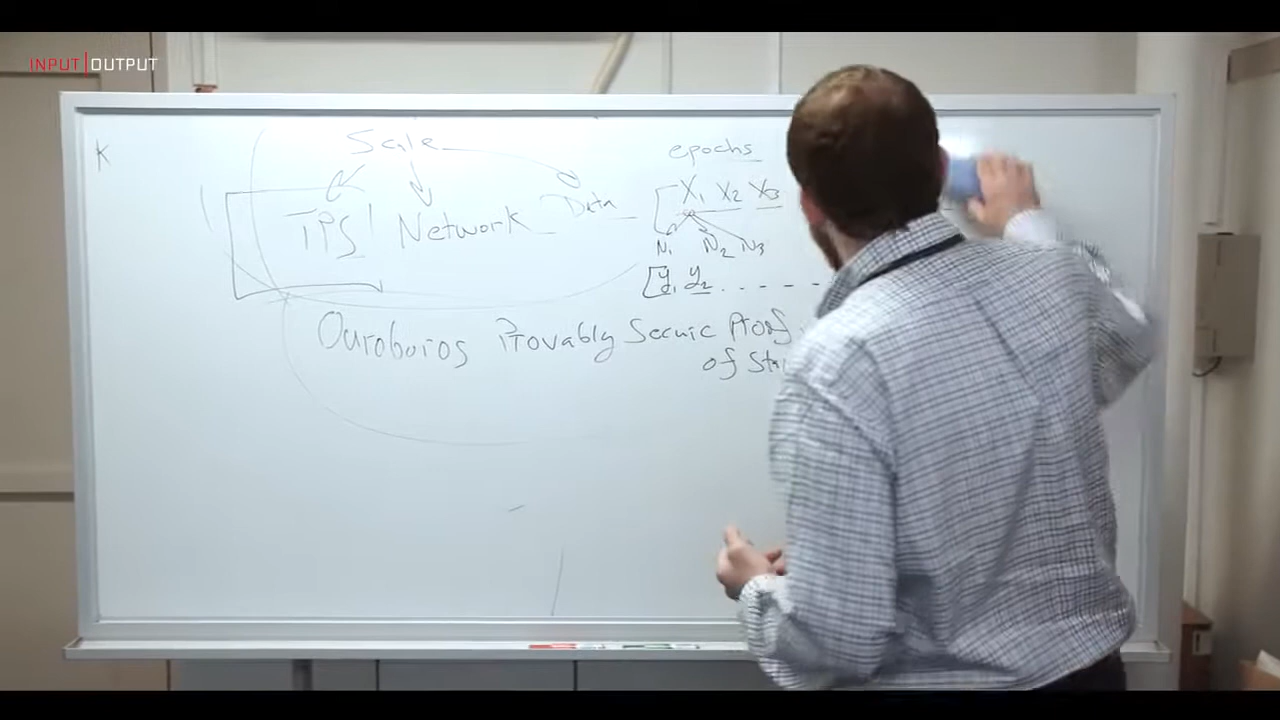 INPUT|OUTPUT
K
Scale
TPS Network Data
epochs
X1 X2 X3
N1 N2 N3
y1 y2 ......
Ouroboros Provably Secure Proof
of